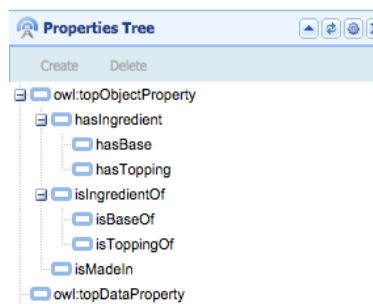 Properties Tree
Create Delete
owl:topObjectProperty
hasIngredient
hasBase
hasTopping
isIngredientOf
isBaseOf
isToppingOf
isMadeIn
owl:topDataProperty